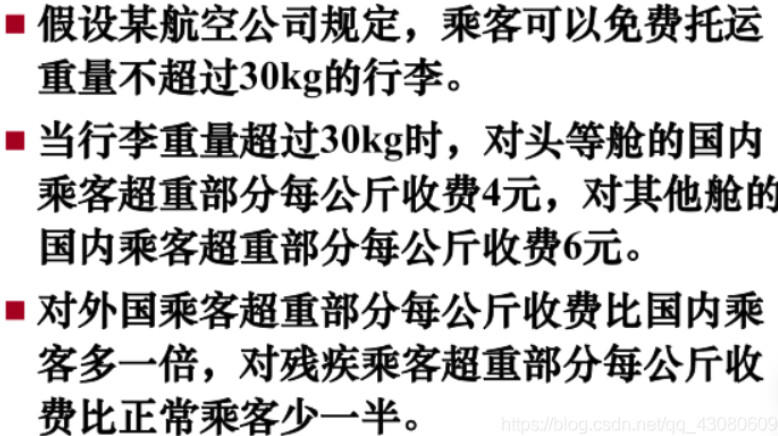 ■ 假设某航空公司规定，乘客可以免费托运
重量不超过30kg的行李。
■ 当行李重量超过30kg时，对头等舱的国内
乘客超重部分每公斤收费4元，对其他舱的
国内乘客超重部分每公斤收费6元。
■ 对外国乘客超重部分每公斤收费比国内乘
客多一倍，对残疾乘客超重部分每公斤收
费比正常乘客少一半。
https://blog.csdn.net/qq_43080609